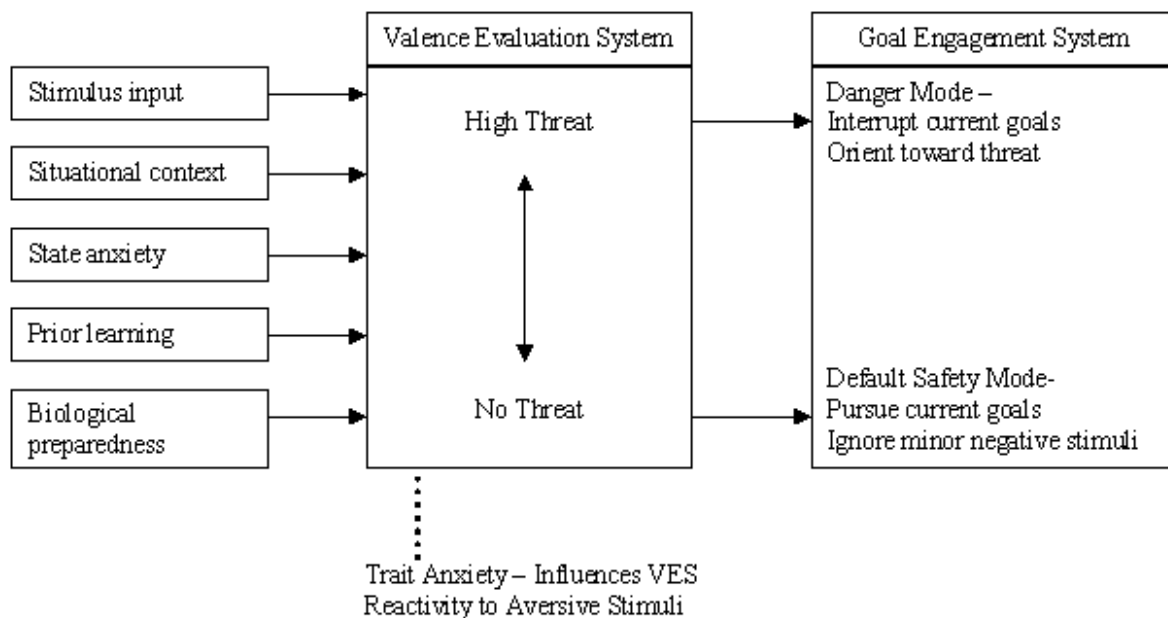 Valence Evaluation System
Goal Engagement System
Stimulus input
Situational context
State anxiety
Prior learning
Biological
preparedness
High Threat
No Threat
Danger Mode –
Interrupt current goals
Orient toward threat
Default Safety Mode-
Pursue current goals
Ignore minor negative stimuli
Trait Anxiety – Influences VES
Reactivity to Aversive Stimuli